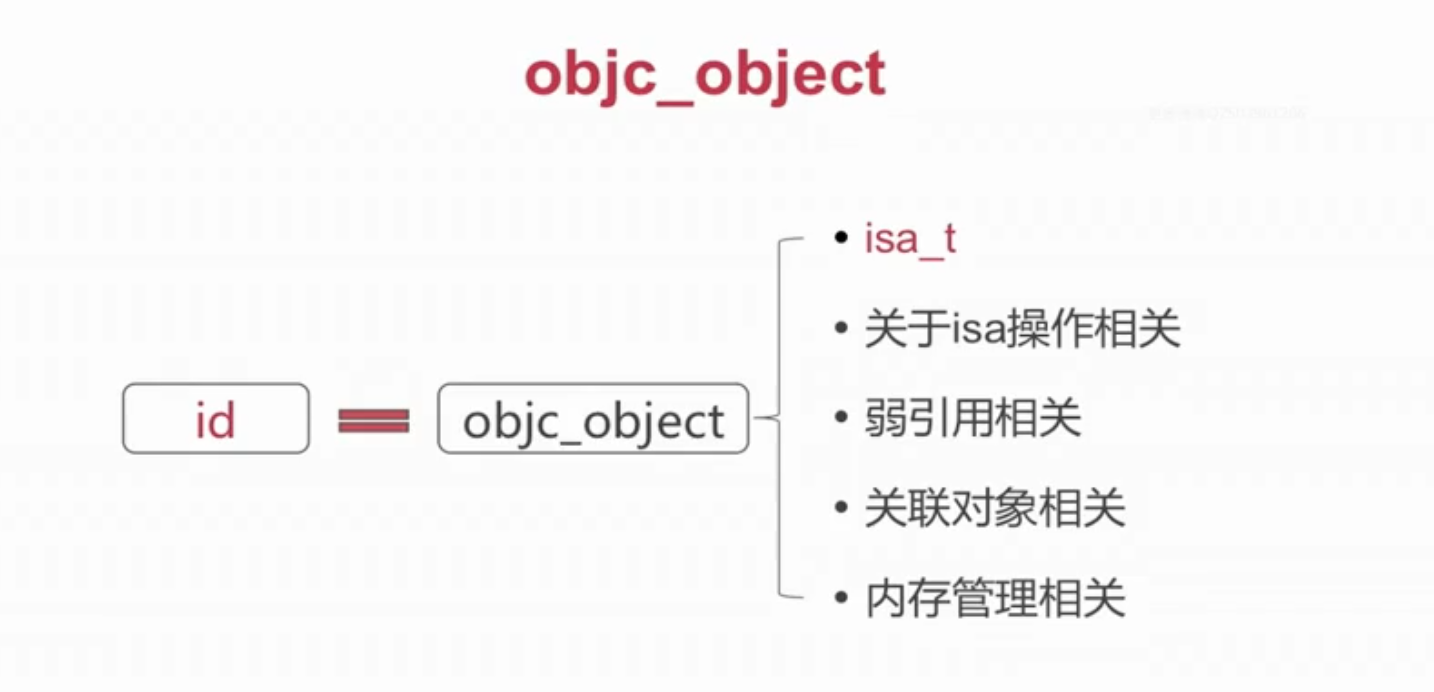 objc_object
id
objc_object
• isa_t
• 关于isa操作相关
• 弱引用相关
• 关联对象相关
• 内存管理相关